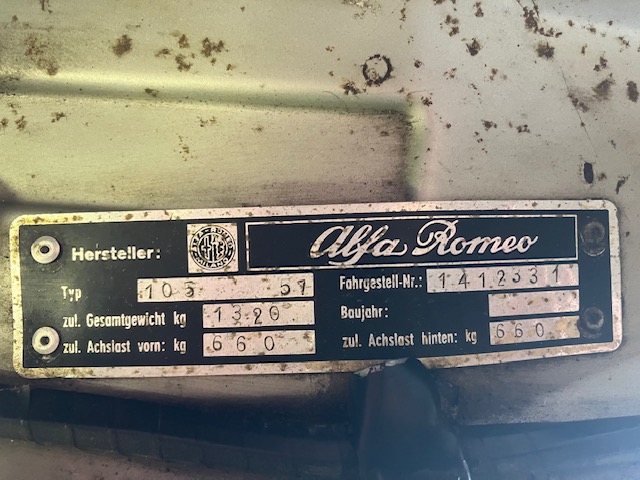 Hersteller: Alfa Romeo
Typ 105 57 Fahrgestell-Nr.: 1412331
zul. Gesamtgewicht kg 1320 Baujahr:
zul. Achslast vorn: kg 660 zul. Achslast hinten: kg 660